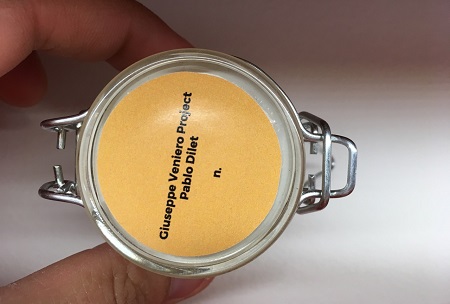 Giuseppe Veniero Project
Pablo Dilet
n.